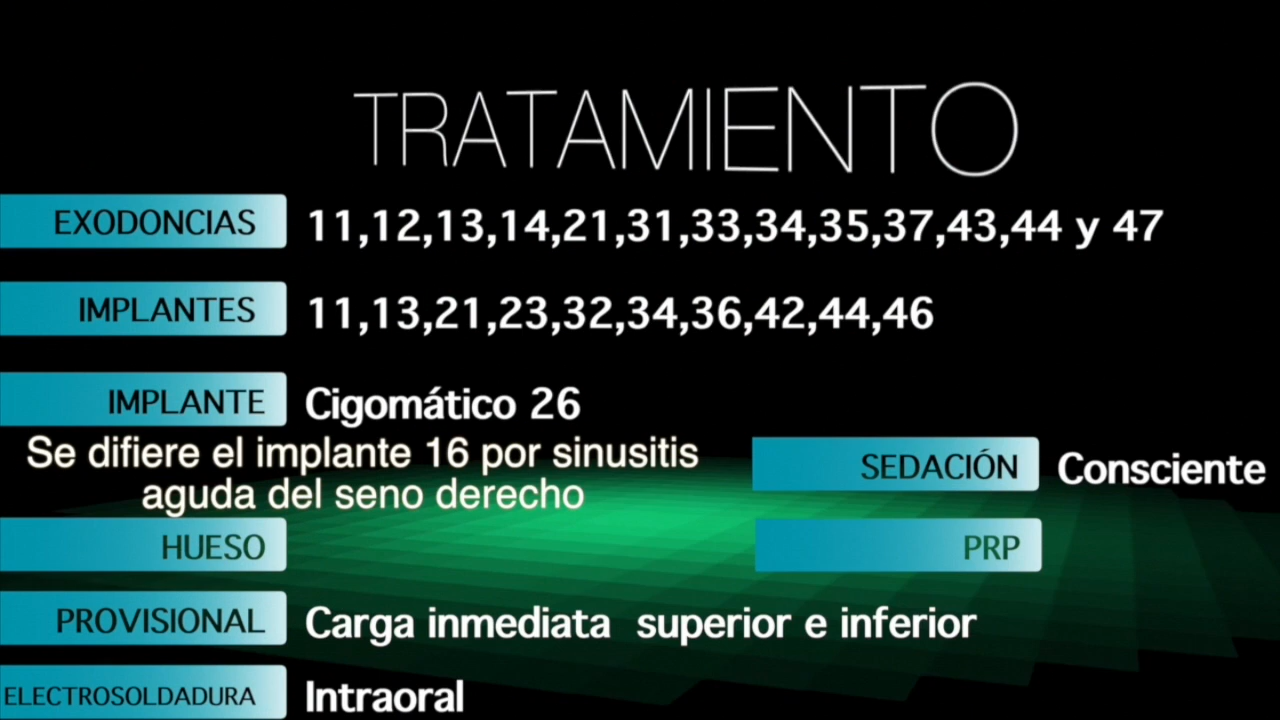 TRATAMIENTO
EXODONCIAS 11,12,13,14,21,31,33,34,35,37,43,44 y 47
IMPLANTES 11,13,21,23,32,34,36,42,44,46
IMPLANTE Cigomático 26
Se difiere el implante 16 por sinusitis
aguda del seno derecho
SEDACIÓN Consciente
HUESO
PRP
PROVISIONAL Carga inmediata superior e inferior
ELECTROSOLDADURA Intraoral